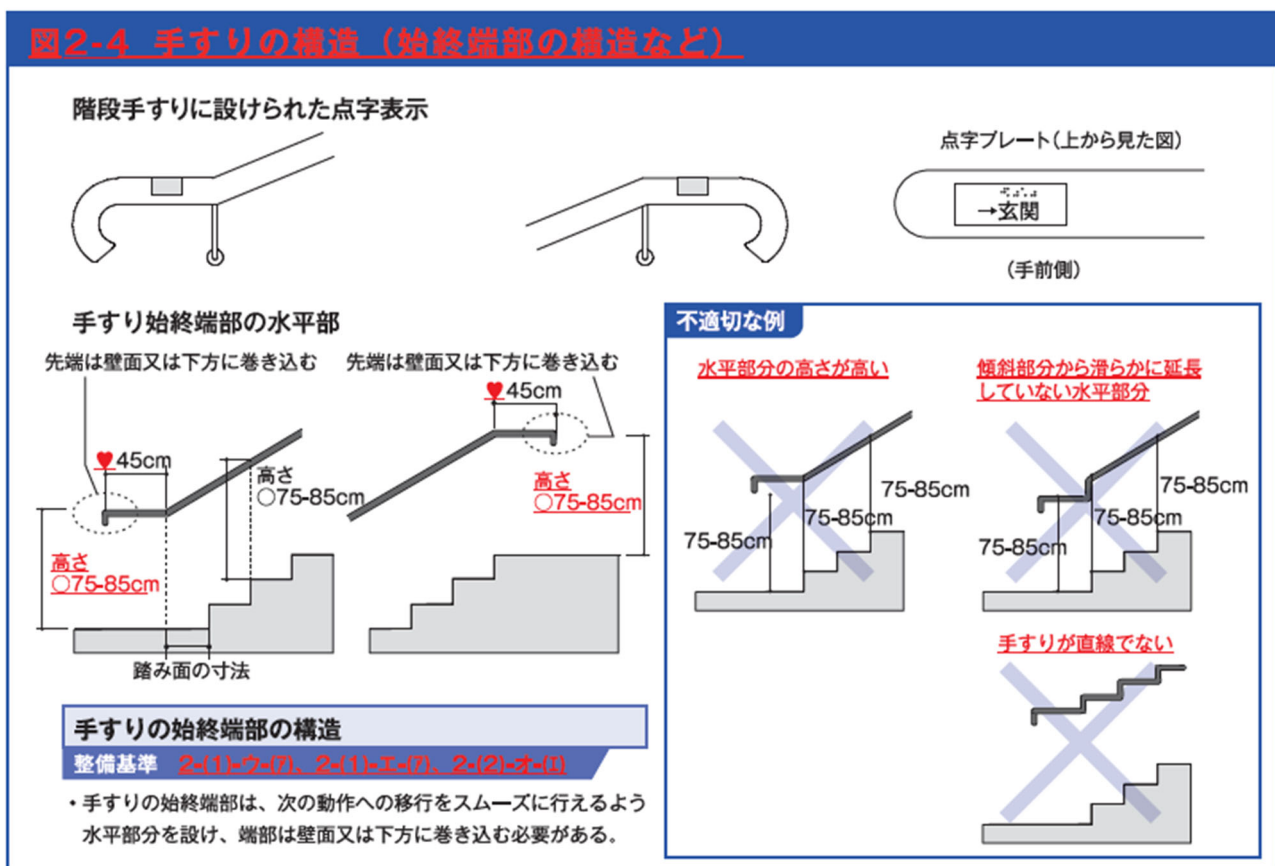 図2-4 手すりの構造（始終端部の構造など）
階段手すりに設けられた点字表示
点字プレート(上から見た図)
→玄関
(手前側)
手すり始終端部の水平部
先端は壁面又は下方に巻き込む
先端は壁面又は下方に巻き込む
♥45cm
♥45cm
高さ
○75-85cm
高さ
○75-85cm
高さ
○75-85cm
踏み面の寸法
不適切な例
水平部分の高さが高い
75-85cm
75-85cm
75-85cm
傾斜部分から滑らかに延長
していない水平部分
75-85cm
75-85cm
75-85cm
手すりが直線でない
手すりの始終端部の構造
整備基準 2-(1)-ウ-(ｱ)、2-(1)-エ-(ｱ)、2-(2)-オ-(ｴ)
・手すりの始終端部は、次の動作への移行をスムーズに行えるよう
水平部分を設け、端部は壁面又は下方に巻き込む必要がある。